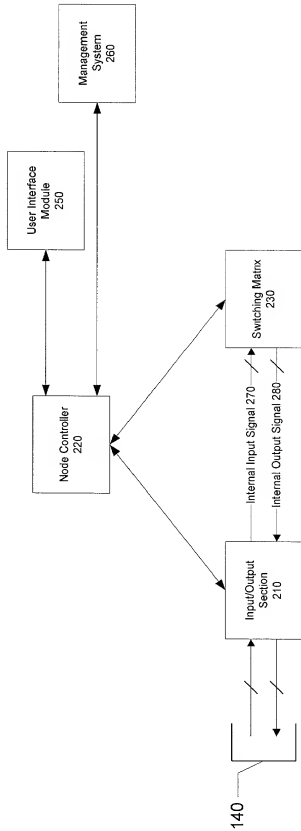 Management
System
260
User Interface
Module
250
Node Controller
220
Switching Matrix
230
Internal Input Signal 270
Internal Output Signal 280
Input/Output
Section
210
140